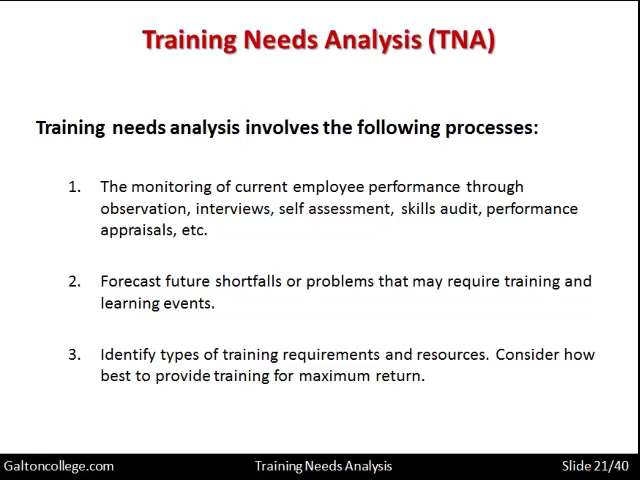 Training Needs Analysis (TNA)
Training needs analysis involves the following processes:
1. The monitoring of current employee performance through
observation, interviews, self assessment, skills audit, performance
appraisals, etc.
2. Forecast future shortfalls or problems that may require training and
learning events.
3. Identify types of training requirements and resources. Consider how
best to provide training for maximum return.
Galtoncollege.com Training Needs Analysis Slide 21/40